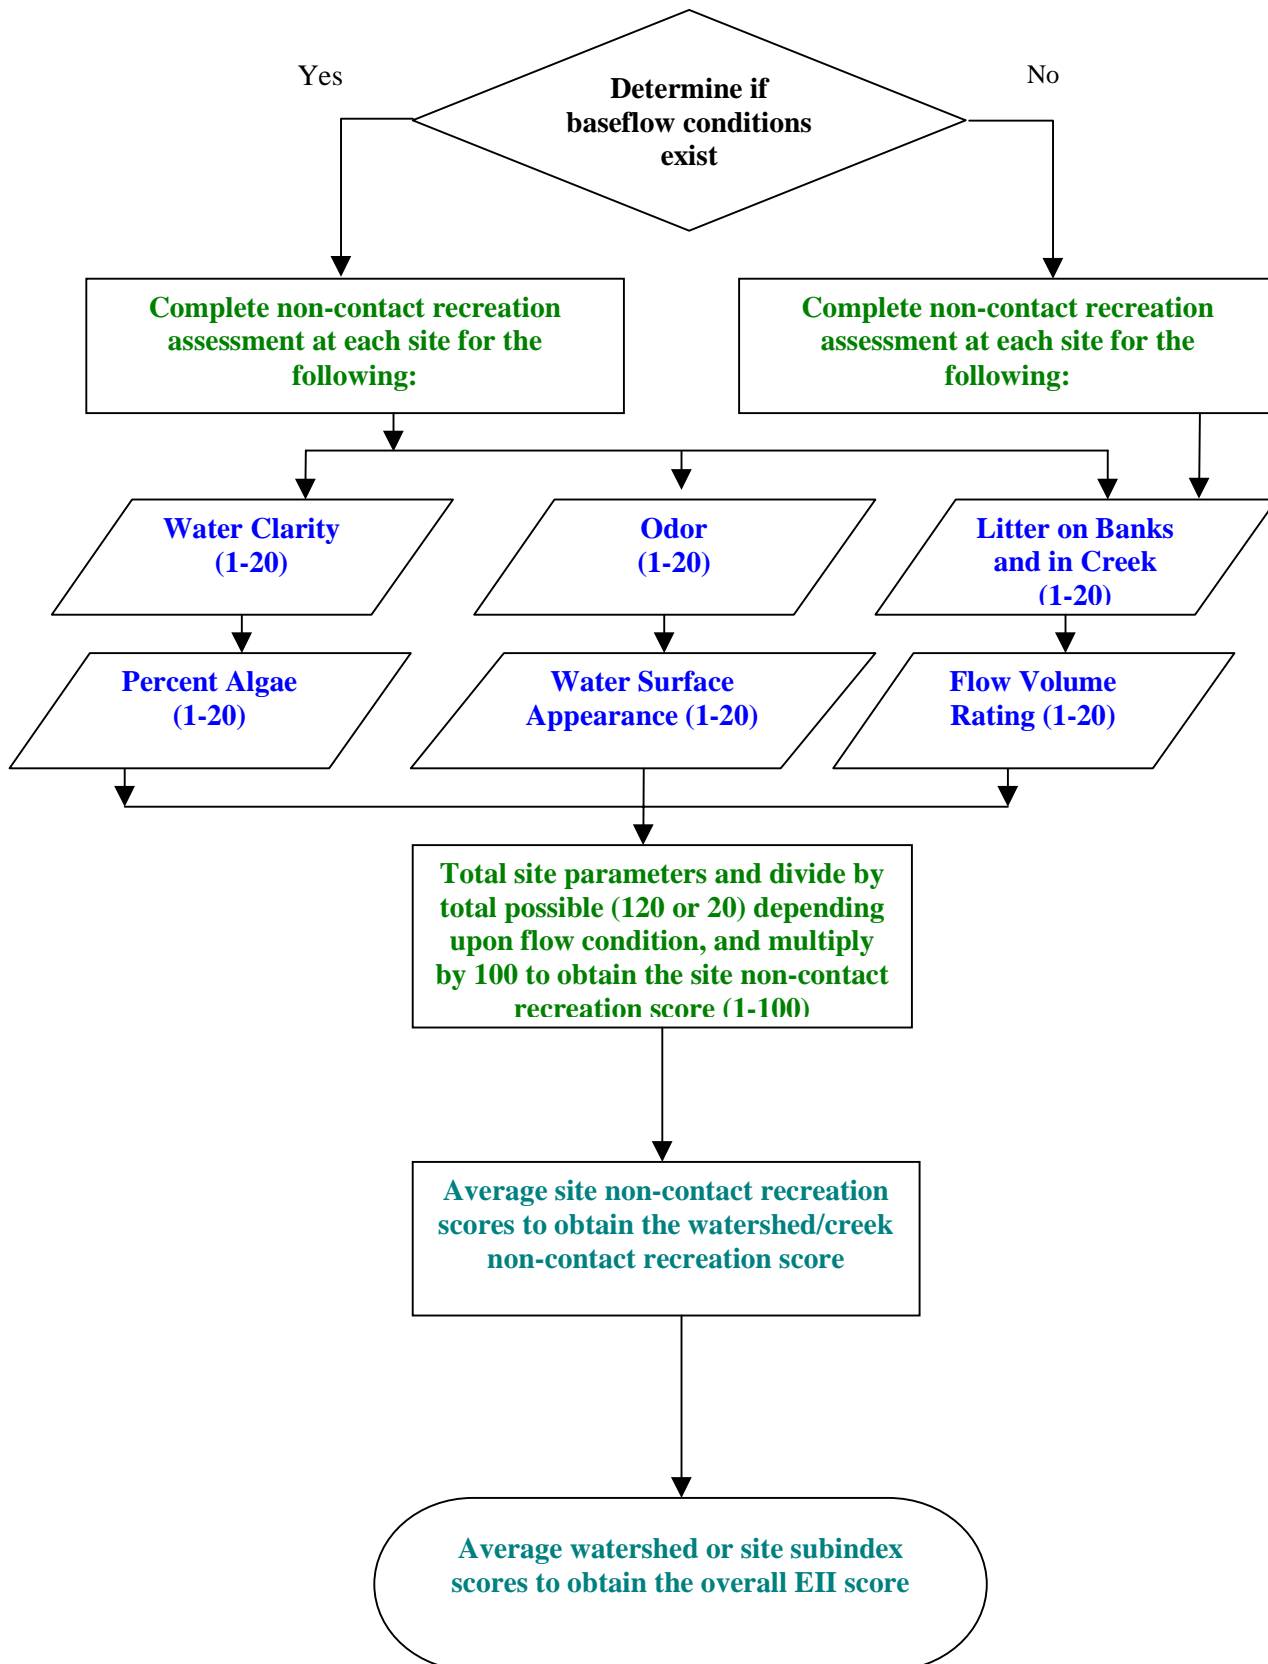 Yes
No
Determine if
baseflow conditions
exist
Complete non-contact recreation
assessment at each site for the
following:
Complete non-contact recreation
assessment at each site for the
following:
Water Clarity
(1-20)
Odor
(1-20)
Litter on Banks
and in Creek
(1-20)
Percent Algae
(1-20)
Water Surface
Appearance (1-20)
Flow Volume
Rating (1-20)
Total site parameters and divide by
total possible (120 or 20) depending
upon flow condition, and multiply
by 100 to obtain the site non-contact
recreation score (1-100)
Average site non-contact recreation
scores to obtain the watershed/creek
non-contact recreation score
Average watershed or site subindex
scores to obtain the overall EII score